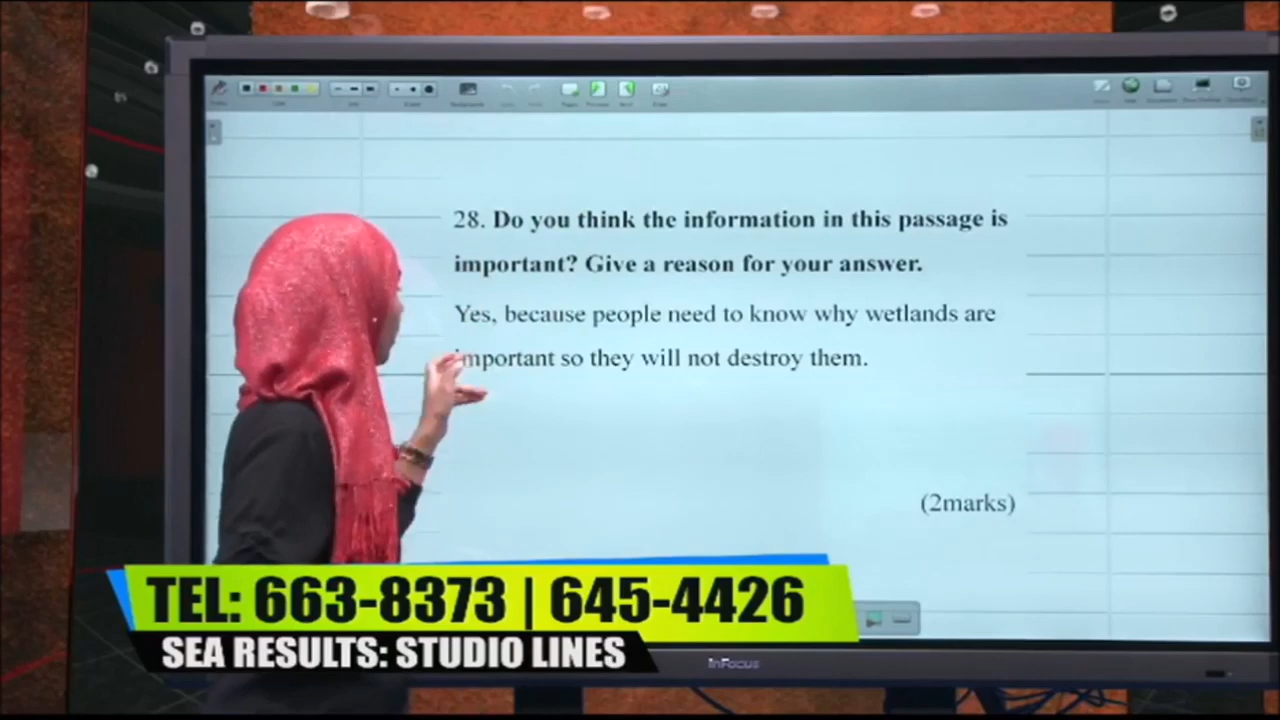 28. Do you think the information in this passage is
important? Give a reason for your answer.
Yes, because people need to know why wetlands are
important so they will not destroy them.
(2marks)
TEL: 663-8373 | 645-4426
SEA RESULTS: STUDIO LINES
InFocus